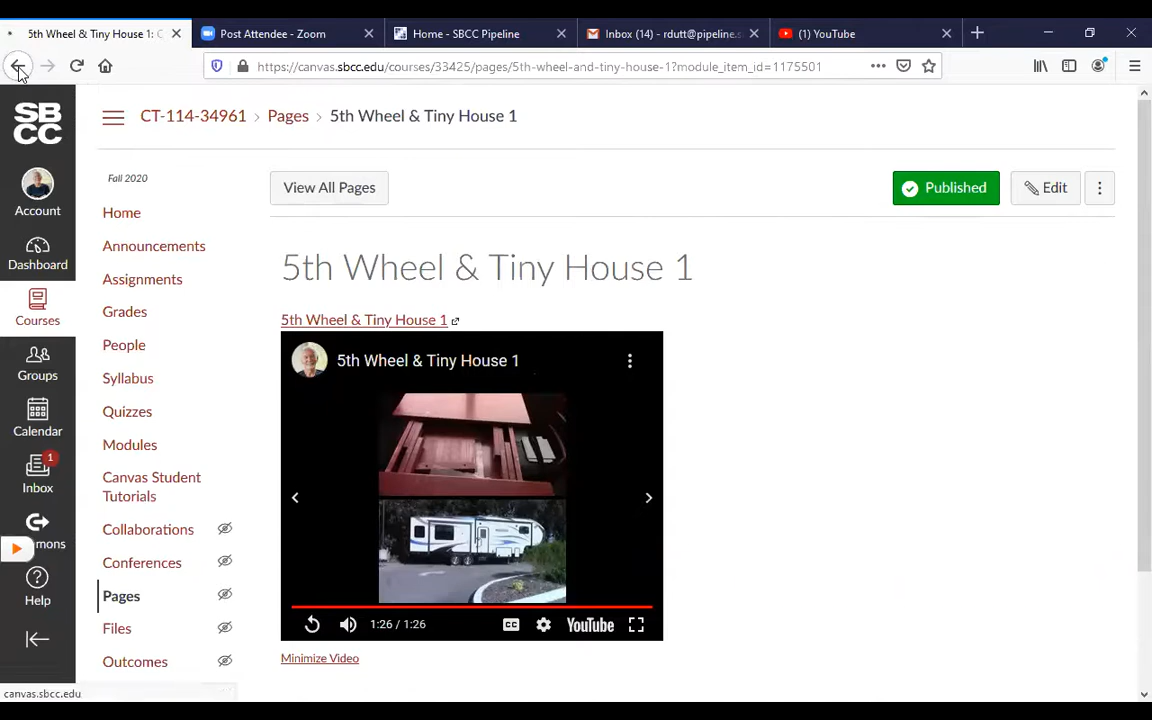 5th Wheel & Tiny House 1: C
Post Attendee - Zoom
Home - SBCC Pipeline
Inbox (14) - rdutt@pipeline.s
(1) YouTube
https://canvas.sbcc.edu/courses/33425/pages/5th-wheel-and-tiny-house-1?module_item_id=1175501
SB
CC
CT-114-34961 > Pages > 5th Wheel & Tiny House 1
Account
Dashboard
Courses
Groups
Calendar
1
Inbox
mmons
Help
Fall 2020
Home
Announcements
Assignments
Grades
People
Syllabus
Quizzes
Modules
Canvas Student
Tutorials
Collaborations
Conferences
Pages
Files
Outcomes
View All Pages
Published
Edit
5th Wheel & Tiny House 1
5th Wheel & Tiny House 1
5th Wheel & Tiny House 1
1:26 / 1:26
CC
YouTube
Minimize Video
canvas.sbcc.edu